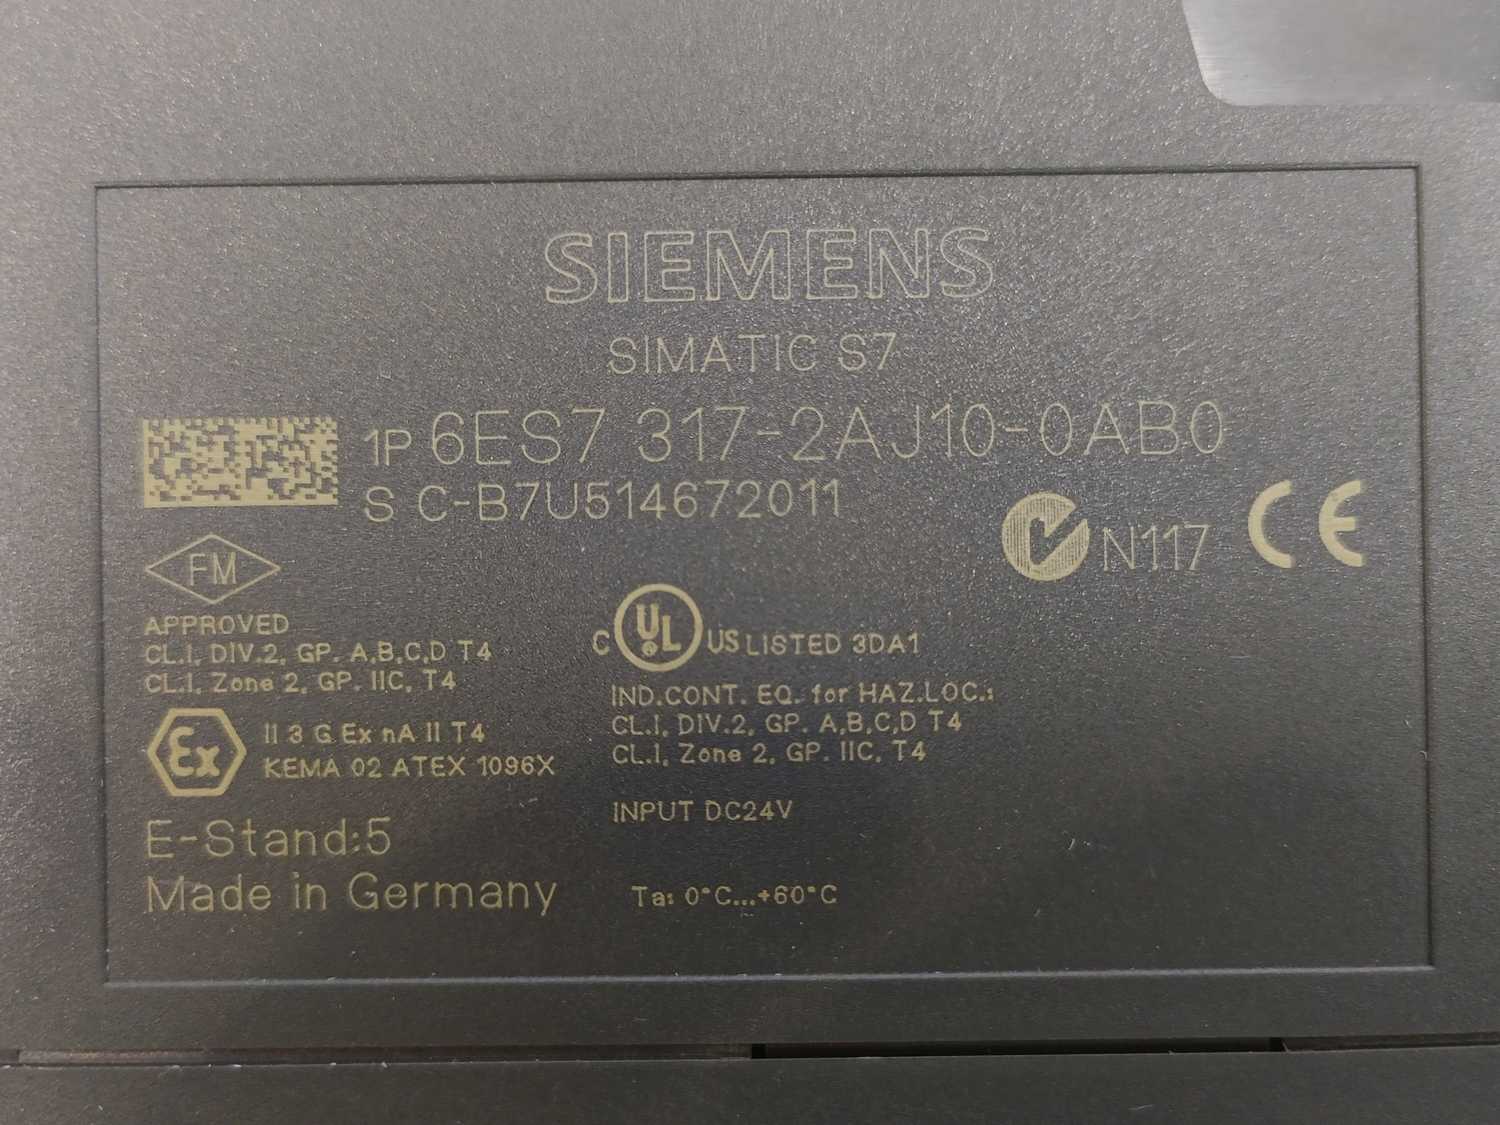 SIEMENS
SIMATIC S7
1P 6ES7 317-2AJ10-0AB0
S C-B7U514672011
N117 CE
FM
APPROVED
CL.I, DIV.2, GP. A,B,C,D T4
CL.I, Zone 2, GP. IIC, T4
Ex II 3 G Ex nA II T4
KEMA 02 ATEX 1096X
E-Stand:5
Made in Germany
C UL US LISTED 3DA1
IND.CONT. EQ. for HAZ.LOC.:
CL.I, DIV.2, GP. A,B,C,D T4
CL.I, Zone 2, GP. IIC, T4
INPUT DC24V
Ta: 0°C...+60°C